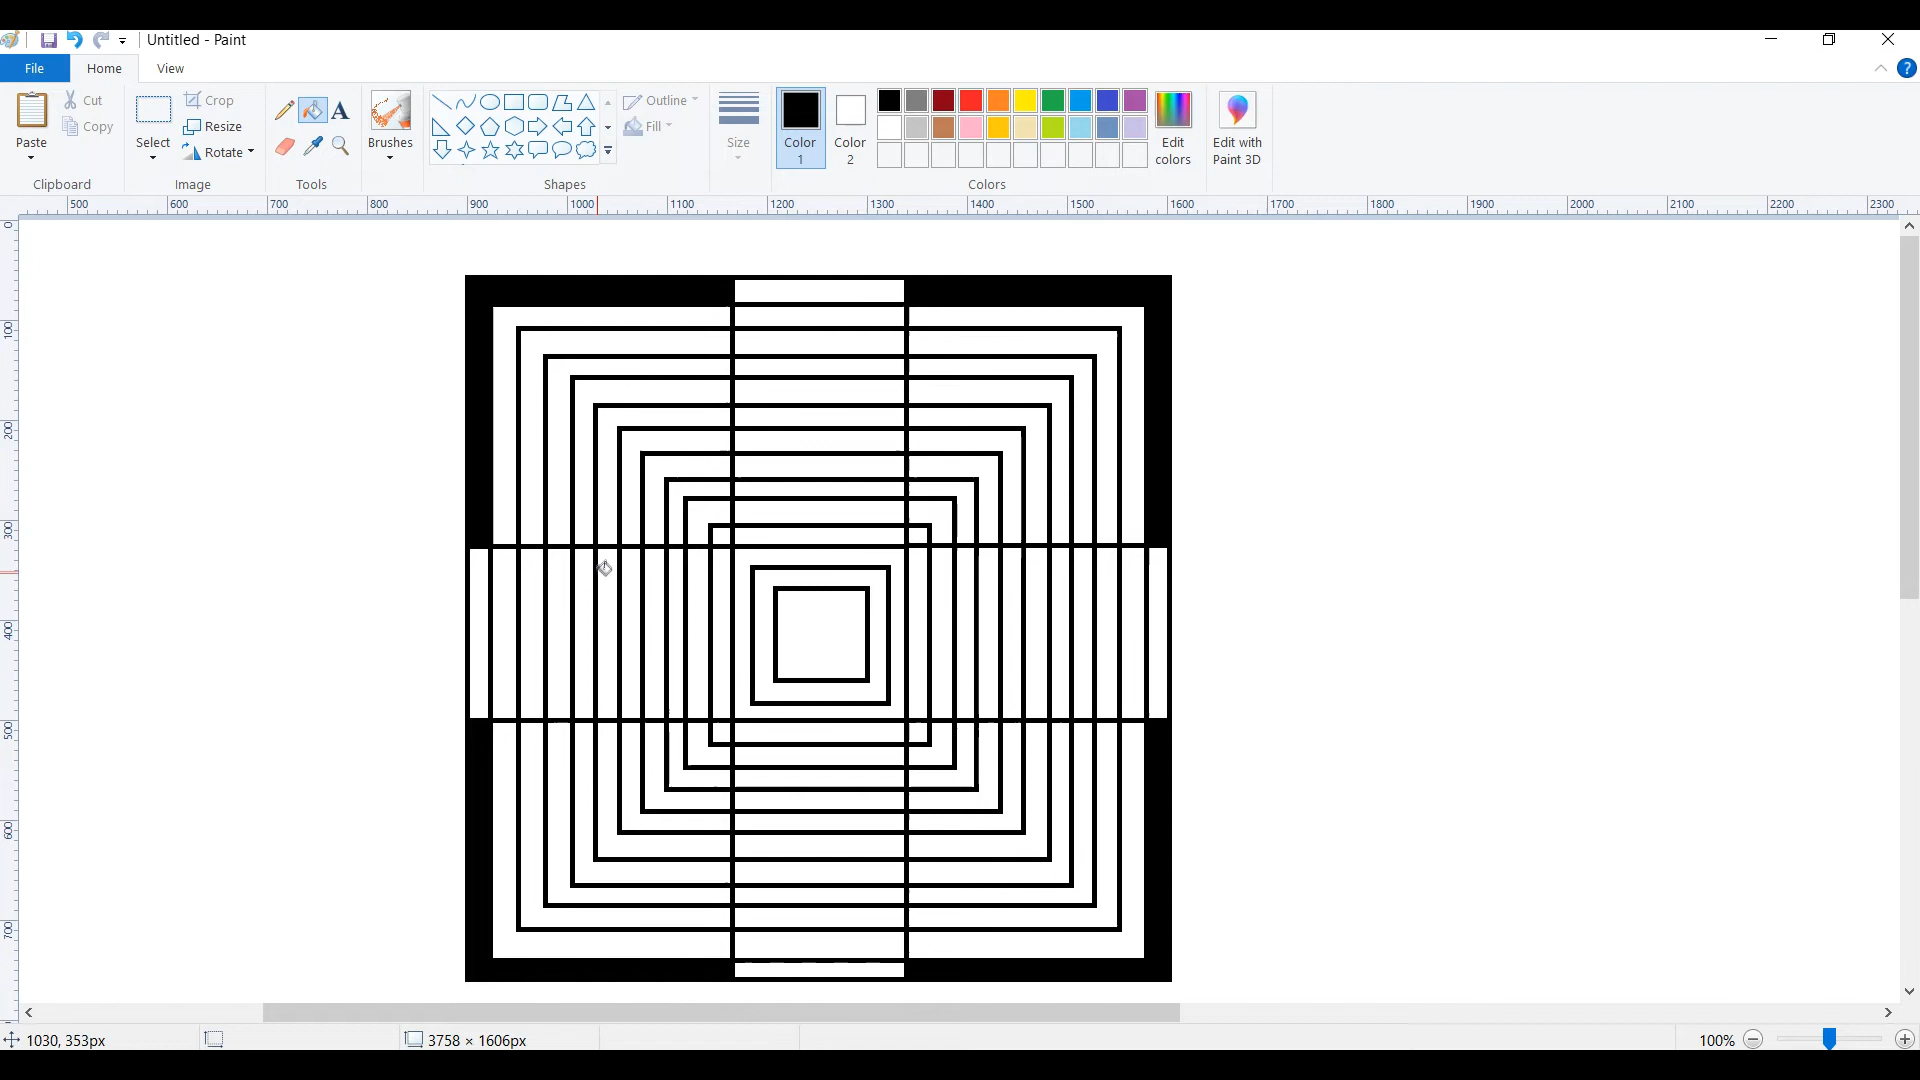 Untitled - Paint
File Home View
Paste
Cut
Copy
Clipboard
Select
Crop
Resize
Rotate
Image
A
Tools
Brushes
Shapes
Outline
Fill
Size
Color 1
Color 2
Edit colors
Colors
Edit with Paint 3D
?
500 600 700 800 900 1000 1100 1200 1300 1400 1500 1600 1700 1800 1900 2000 2100 2200 2300
0
100
200
300
400
500
600
700
1030, 353px
3758 × 1606px
100%